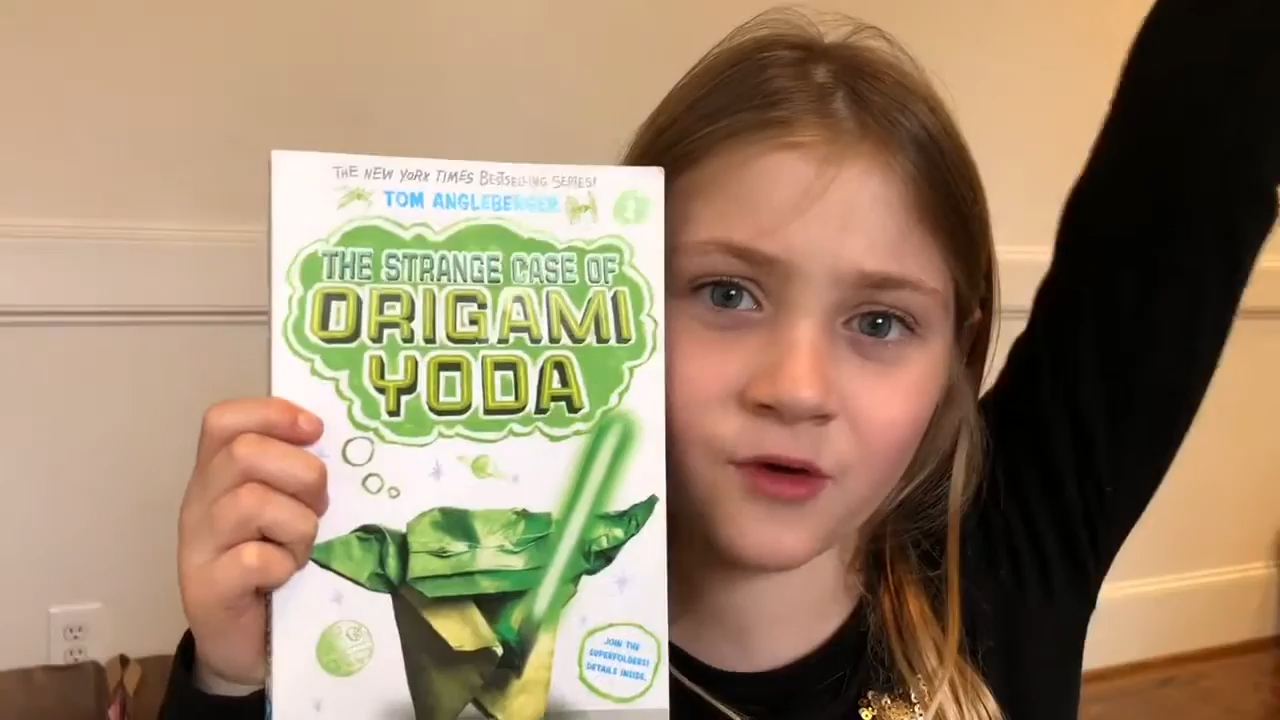 THE NEW YORK TIMES BESTSELLING SERIES!
TOM ANGLEBERGER
1
THE STRANGE CASE OF
ORIGAMI
YODA
JOIN THE
SUPERFOLDERS!
DETAILS INSIDE.